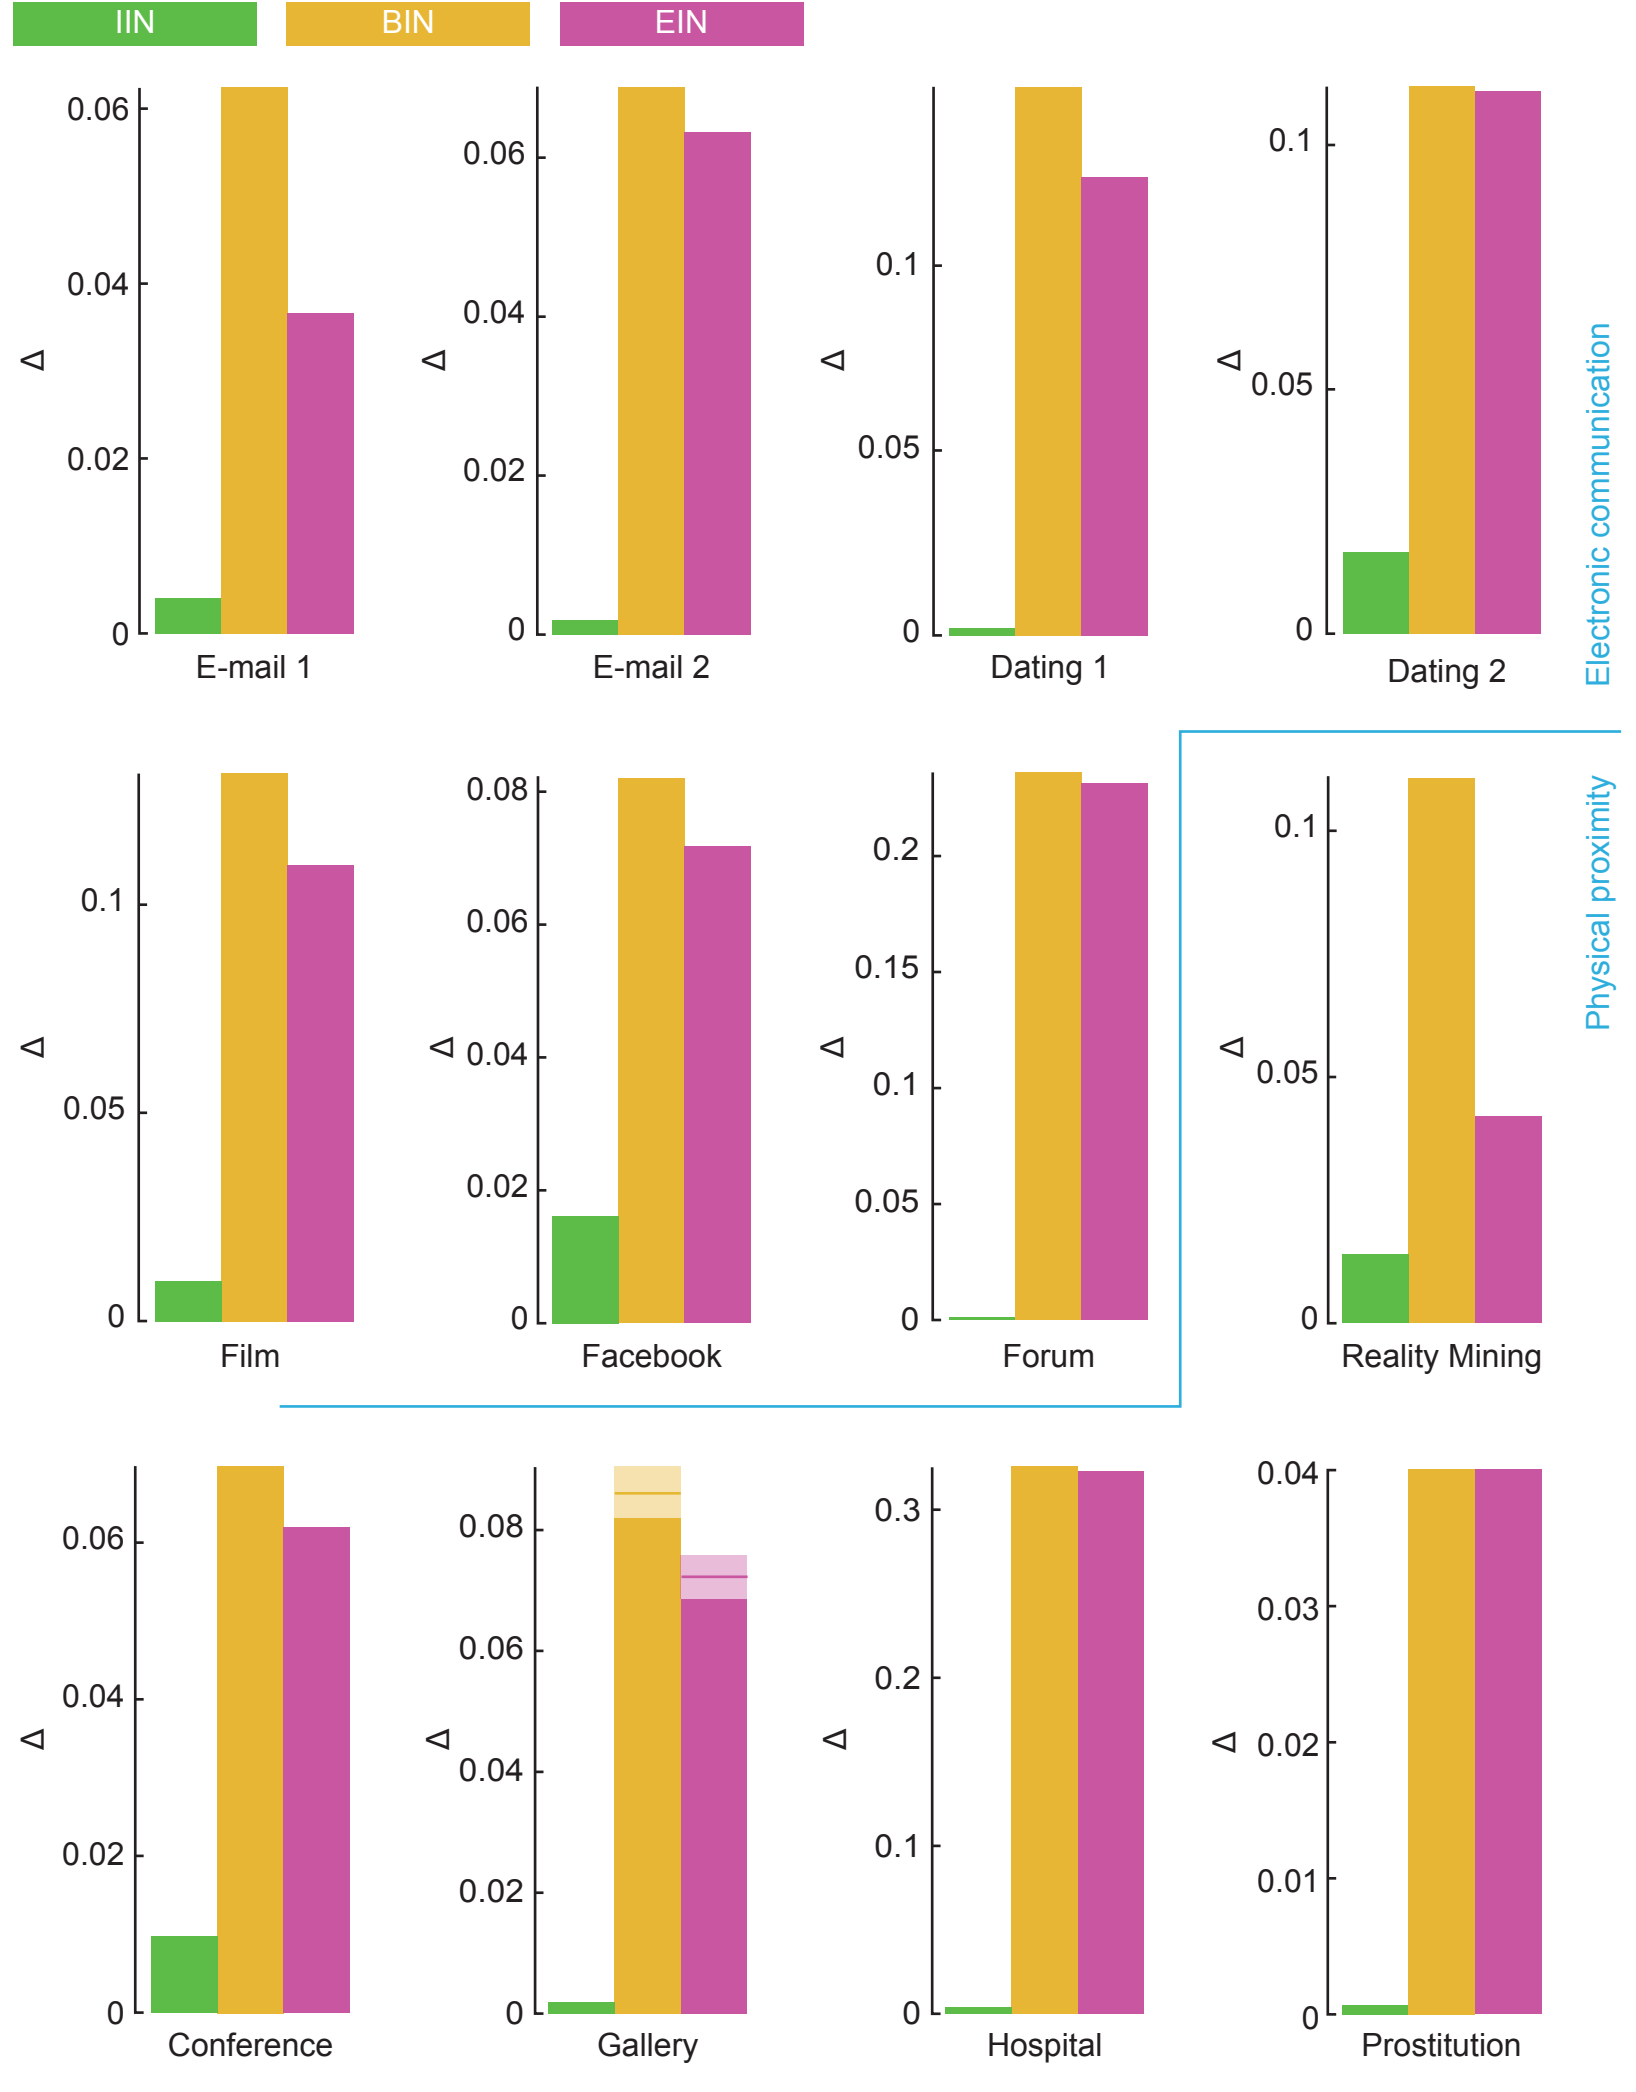 IIN BIN EIN
0.06
0.04
0.02
0
Δ
E-mail 1
0.06
0.04
0.02
0
Δ
E-mail 2
0.1
0.05
0
Δ
Dating 1
0.1
0.05
0
Δ
Dating 2
Electronic communication
0.1
0.05
0
Δ
Film
0.08
0.06
0.04
0.02
0
Δ
Facebook
0.2
0.15
0.1
0.05
0
Δ
Forum
0.1
0.05
0
Δ
Reality Mining
Physical proximity
0.06
0.04
0.02
0
Δ
Conference
0.08
0.06
0.04
0.02
0
Δ
Gallery
0.3
0.2
0.1
0
Δ
Hospital
0.04
0.03
0.02
0.01
0
Δ
Prostitution